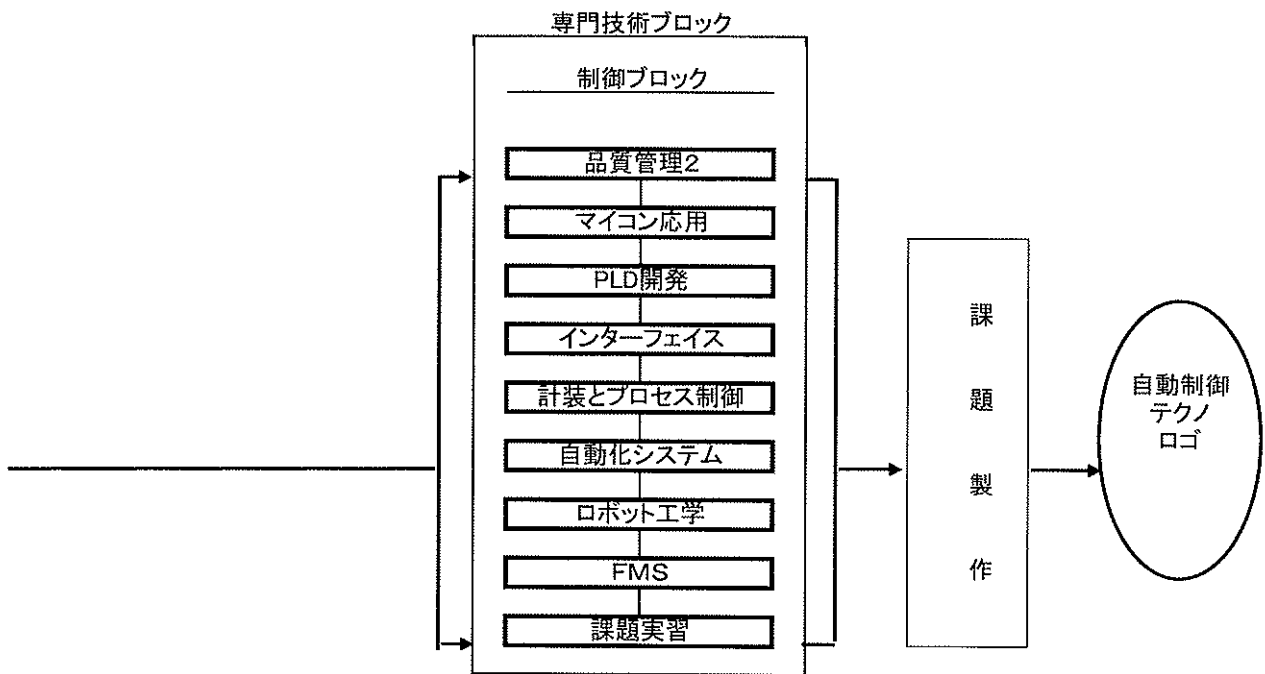 専門技術ブロック
制御ブロック
品質管理2
マイコン応用
PLD開発
インターフェイス
計装とプロセス制御
自動化システム
ロボット工学
FMS
課題実習
課
題
製
作
自動制御
テクノ
ロゴ